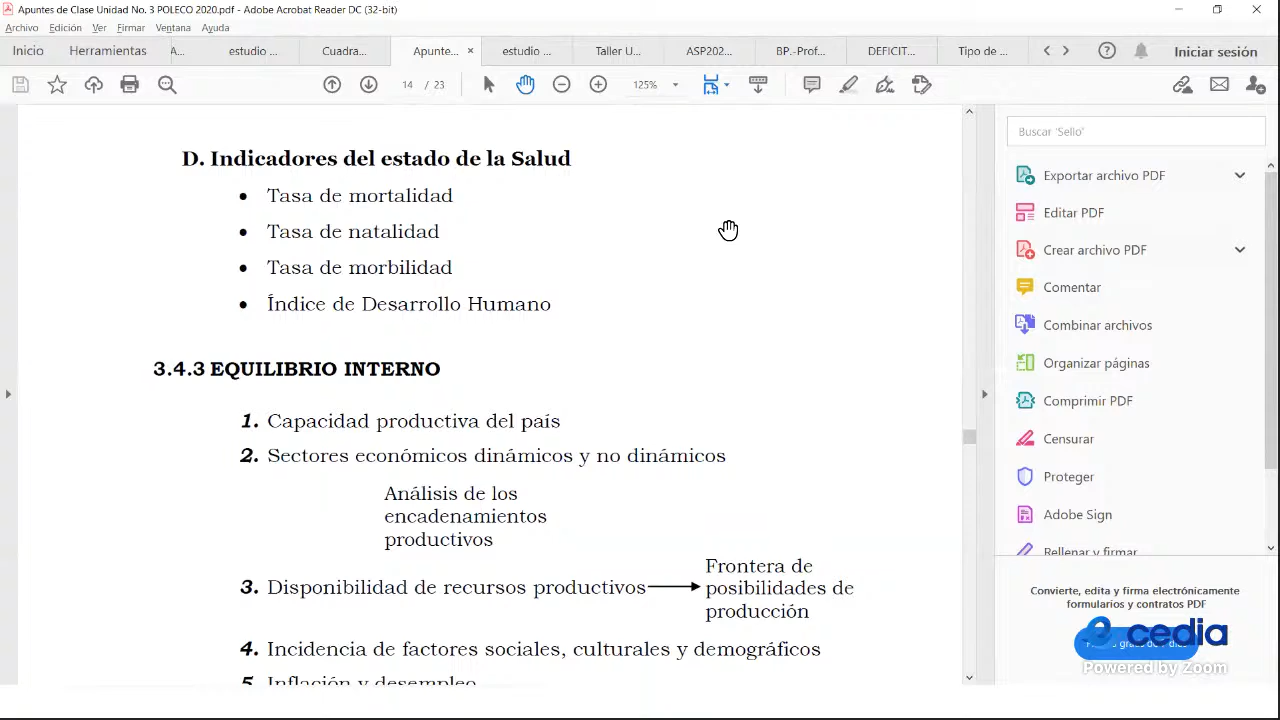 Apuntes de Clase Unidad No. 3 POLECO 2020.pdf - Adobe Acrobat Reader DC (32-bit)
Archivo Edición Ver Firmar Ventana Ayuda
Inicio Herramientas A... estudio ... Cuadra... Apunte... × estudio ... Taller U... ASP202... BP.-Prof... DEFICIT... Tipo de ... Iniciar sesión
14 / 23 125%
D. Indicadores del estado de la Salud
• Tasa de mortalidad
• Tasa de natalidad
• Tasa de morbilidad
• Índice de Desarrollo Humano
3.4.3 EQUILIBRIO INTERNO
1. Capacidad productiva del país
2. Sectores económicos dinámicos y no dinámicos
Análisis de los
encadenamientos
productivos
3. Disponibilidad de recursos productivos
Frontera de
posibilidades de
producción
4. Incidencia de factores sociales, culturales y demográficos
5. Inflación y desempleo
Buscar 'Sello'
Exportar archivo PDF
Editar PDF
Crear archivo PDF
Comentar
Combinar archivos
Organizar páginas
Comprimir PDF
Censurar
Proteger
Adobe Sign
Rellenar y firmar
Convierte, edita y firma electrónicamente
formularios y contratos PDF
cedia
Powered by Zoom